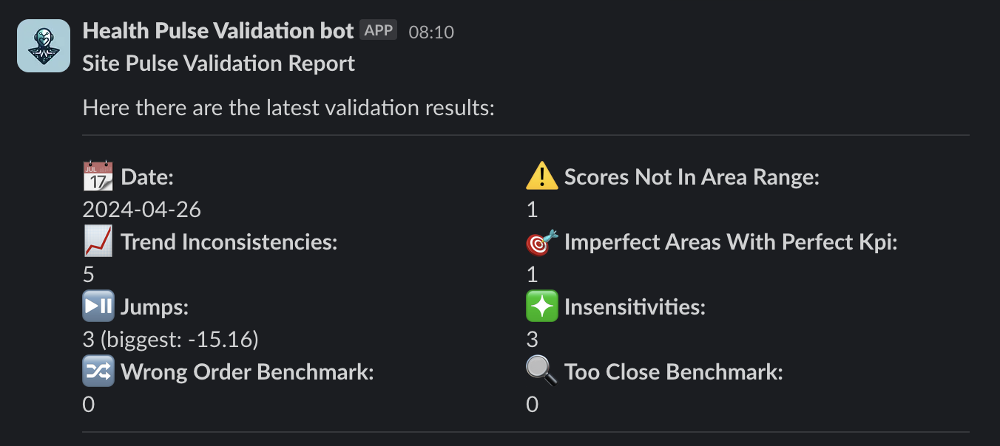 Health Pulse Validation bot APP 08:10
Site Pulse Validation Report
Here there are the latest validation results:
JUL
17
Date:
2024-04-26
Scores Not In Area Range:
1
Trend Inconsistencies:
5
Imperfect Areas With Perfect Kpi:
1
Jumps:
3 (biggest: -15.16)
Insensitivities:
3
Wrong Order Benchmark:
0
Too Close Benchmark:
0